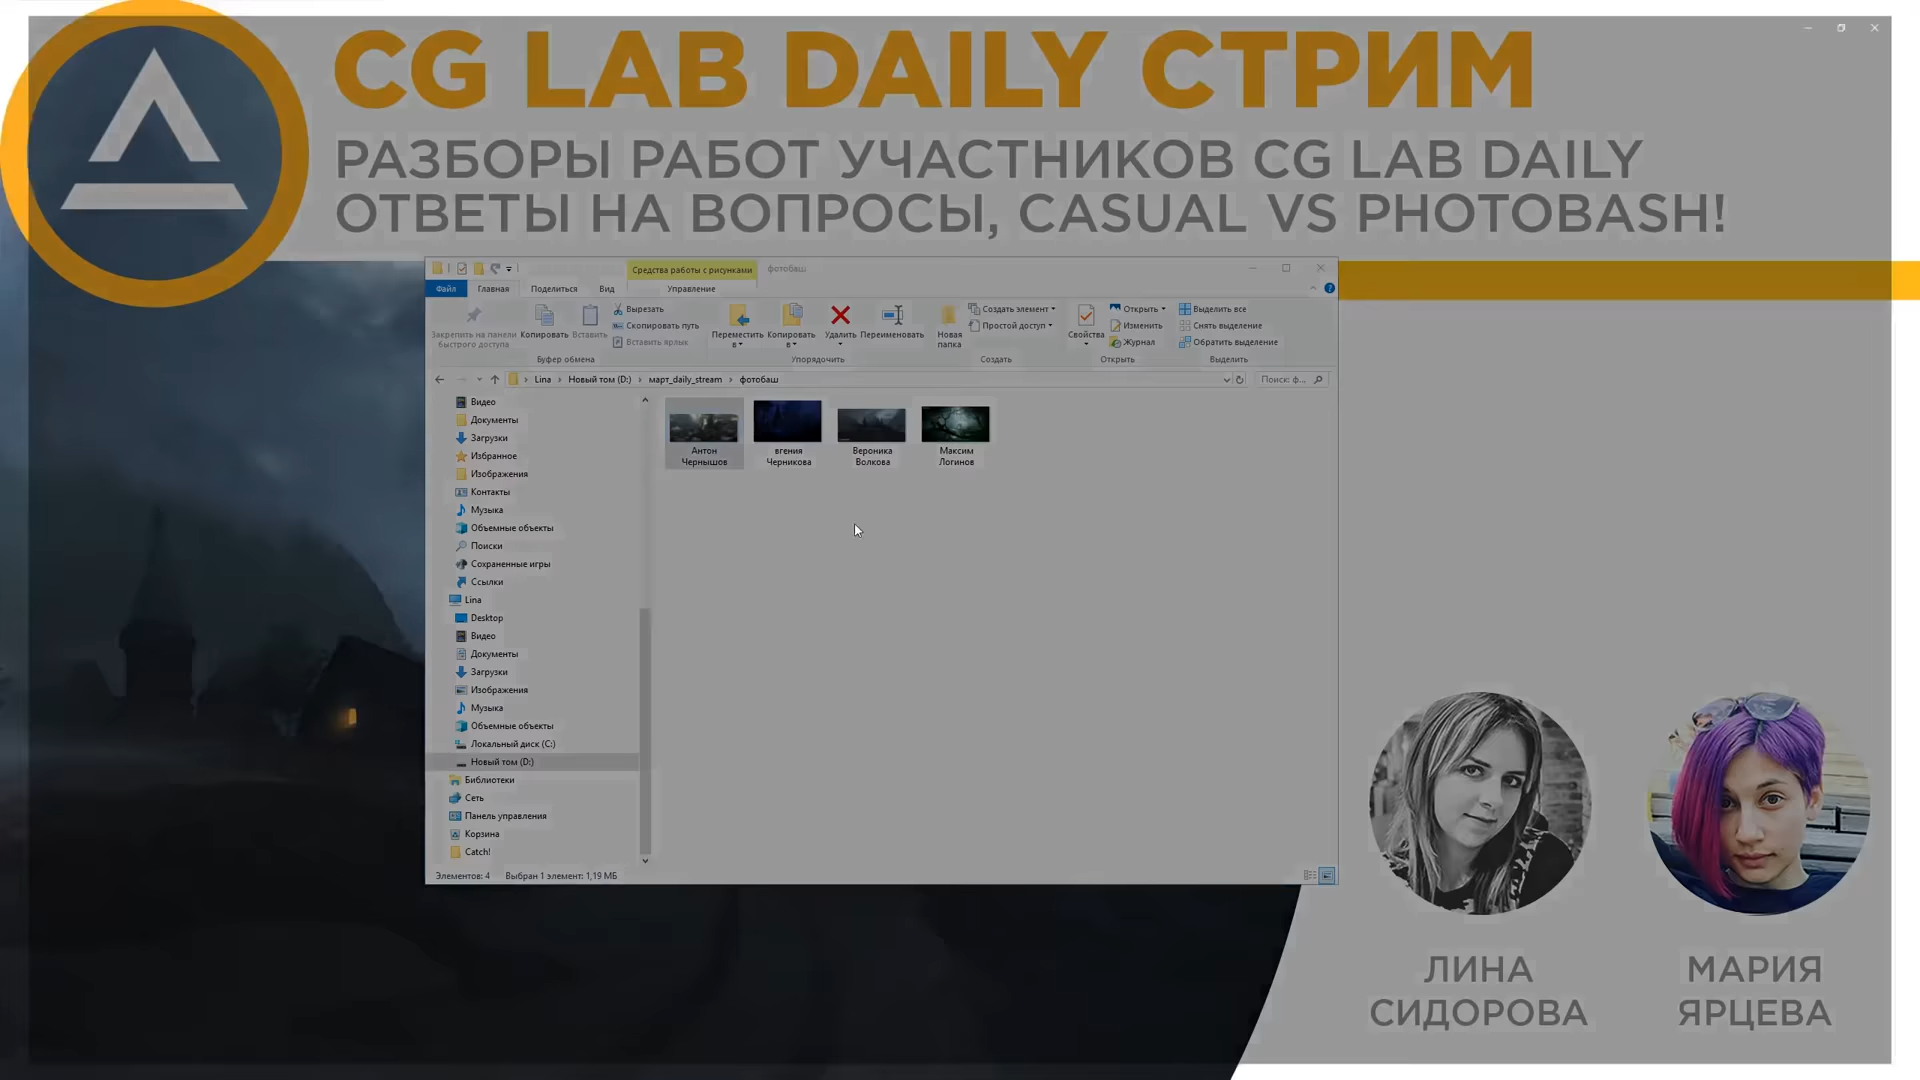 CG LAB DAILY СТРИМ
РАЗБОРЫ РАБОТ УЧАСТНИКОВ CG LAB DAILY
ОТВЕТЫ НА ВОПРОСЫ, CASUAL VS PHOTOBASH!
Средства работы с рисунками
фотобаш
Файл
Главная
Поделиться
Вид
Управление
Закрепить на панели
быстрого доступа
Копировать
Вставить
Вырезать
Скопировать путь
Вставить ярлык
Буфер обмена
Переместить
в
Копировать
в
Удалить
Переименовать
Упорядочить
Новая
папка
Создать элемент
Простой доступ
Создать
Свойства
Открыть
Изменить
Журнал
Открыть
Выделить все
Снять выделение
Обратить выделение
Выделить
Lina › Новый том (D:) › март_daily_stream › фотобаш
Поиск: ф...
Видео
Документы
Загрузки
Избранное
Изображения
Контакты
Музыка
Объемные объекты
Поиски
Сохраненные игры
Ссылки
Lina
Desktop
Видео
Документы
Загрузки
Изображения
Музыка
Объемные объекты
Локальный диск (C:)
Новый том (D:)
Библиотеки
Сеть
Панель управления
Корзина
Catch!
Антон
Чернышов
вгения
Черникова
Вероника
Волкова
Максим
Логинов
Элементов: 4
Выбран 1 элемент: 1,19 МБ
ЛИНА
СИДОРОВА
МАРИЯ
ЯРЦЕВА